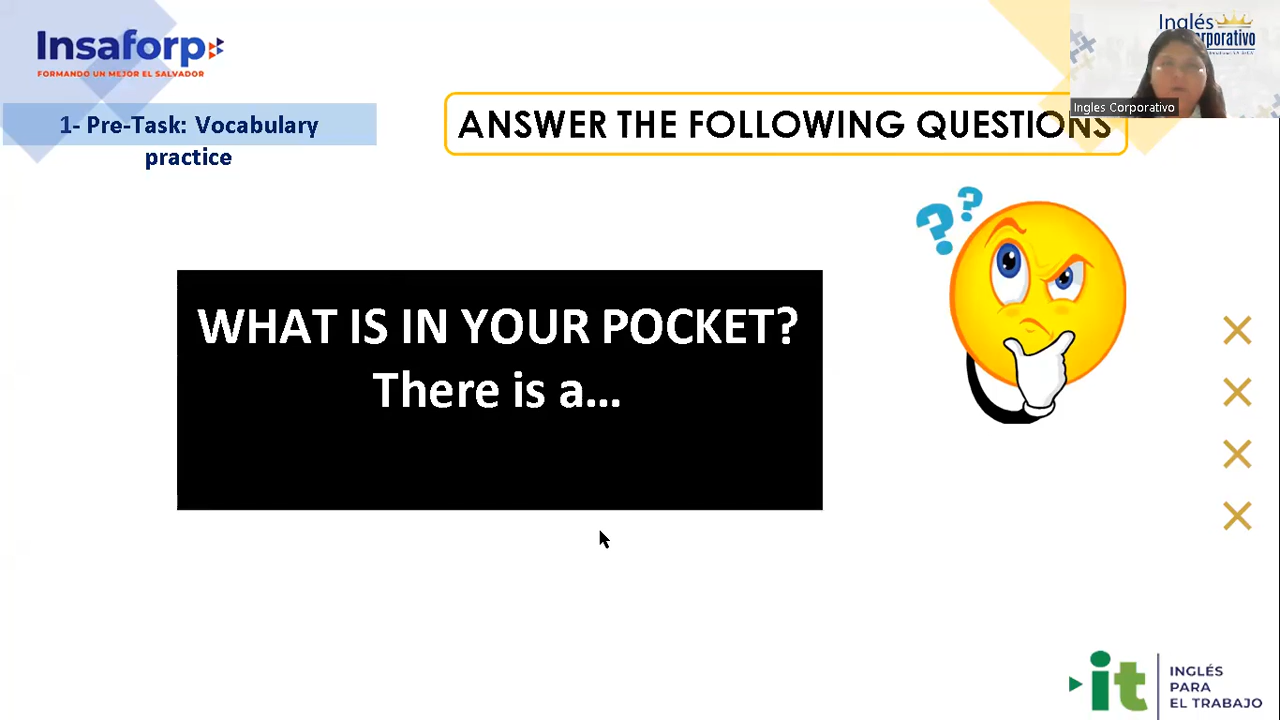 Insaforp
FORMANDO UN MEJOR EL SALVADOR
1- Pre-Task: Vocabulary
practice
ANSWER THE FOLLOWING QUESTIONS
Inglés
Ingles Corporativo
? ?
WHAT IS IN YOUR POCKET?
There is a...
it
INGLÉS
PARA
EL TRABAJO